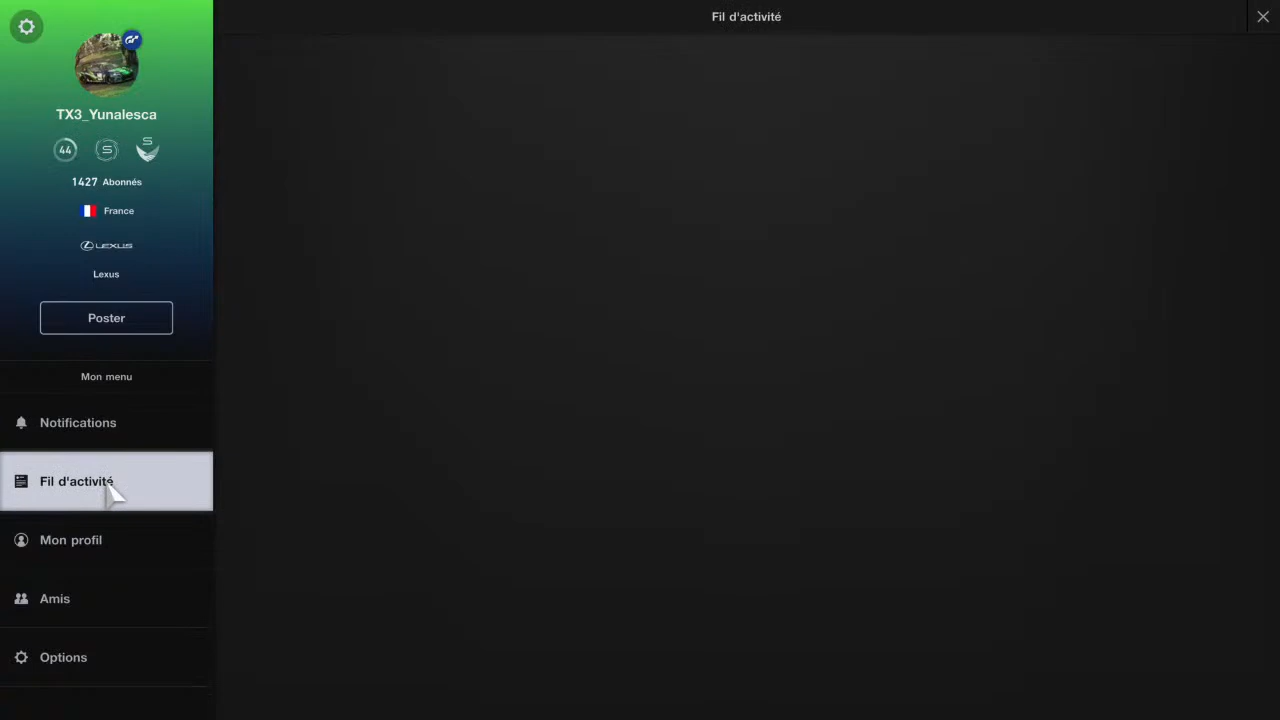 Fil d'activité
TX3_Yunalesca
44
S
S
1427 Abonnés
France
LEXUS
Lexus
Poster
Mon menu
Notifications
Fil d'activité
Mon profil
Amis
Options